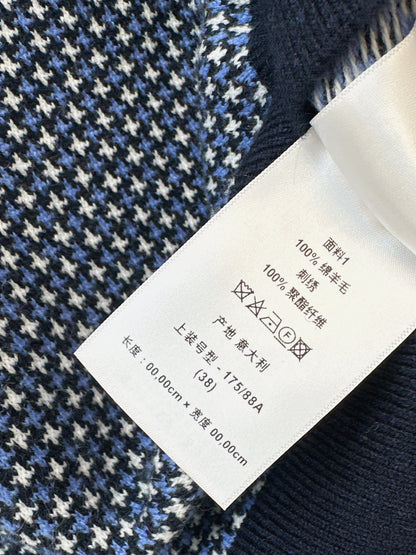 面料1
100% 绵羊毛
刺绣
100% 聚酯纤维
产地 意大利
上装号型 - 175/88A
(38)
长度 : 00,00cm × 宽度 00,00cm